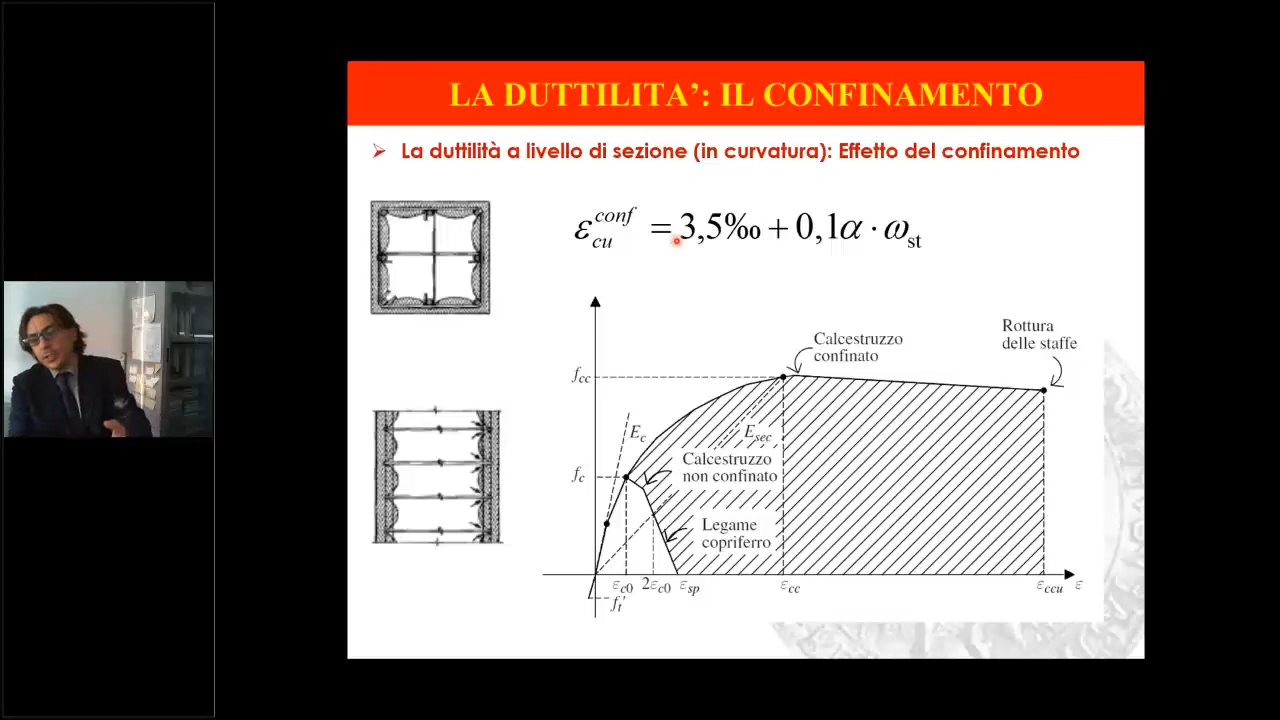 LA DUTTILITA’: IL CONFINAMENTO
➢ La duttilità a livello di sezione (in curvatura): Effetto del confinamento
ε_cu^conf = 3,5‰ + 0,1α · ω_st
Calcestruzzo
confinato
Rottura
delle staffe
f_cc
E_c
E_sec
Calcestruzzo
non confinato
f_c
Legame
copriferro
ε_c0 2ε_c0 ε_sp ε_cc ε_ccu ε
f_t'